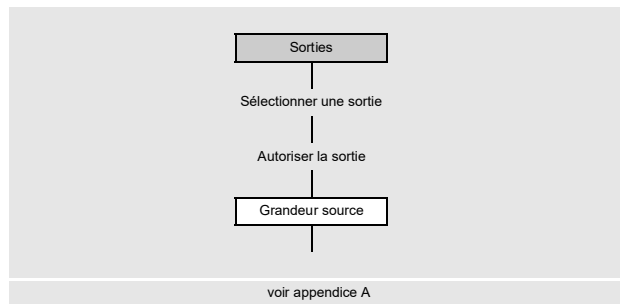 Sorties
Sélectionner une sortie
Autoriser la sortie
Grandeur source
voir appendice A